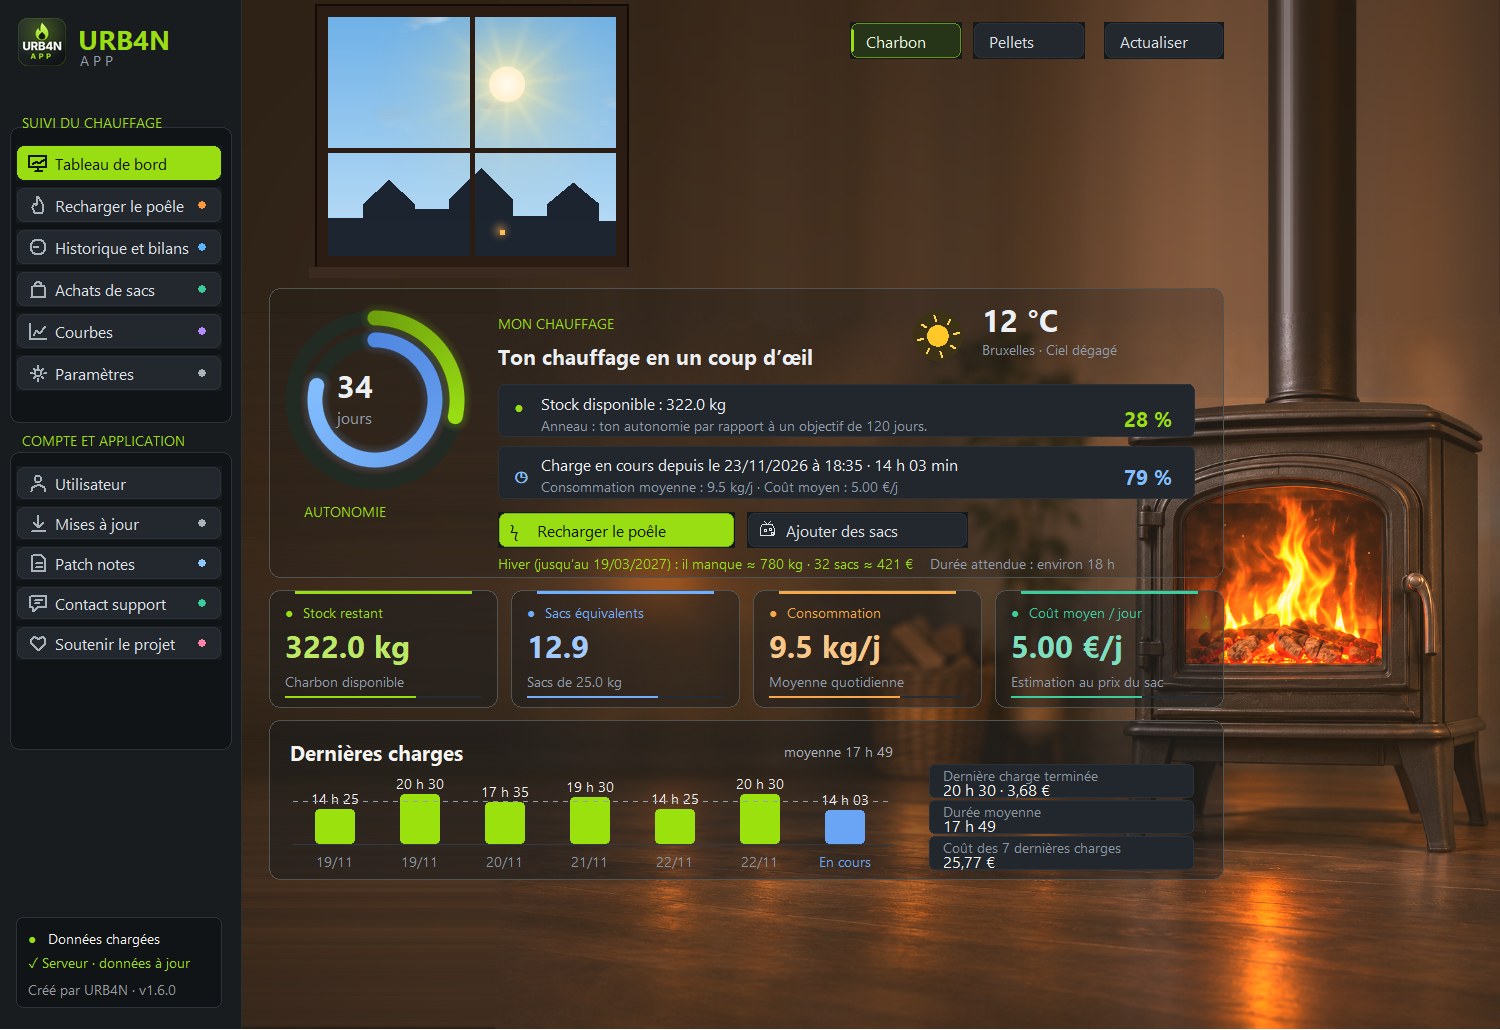 URB4N
APP
URB4N
APP
SUIVI DU CHAUFFAGE
Tableau de bord
Recharger le poêle
Historique et bilans
Achats de sacs
Courbes
Paramètres
COMPTE ET APPLICATION
Utilisateur
Mises à jour
Patch notes
Contact support
Soutenir le projet
Données chargées
✓ Serveur · données à jour
Créé par URB4N · v1.6.0
Charbon
Pellets
Actualiser
34
jours
AUTONOMIE
MON CHAUFFAGE
Ton chauffage en un coup d’œil
12 °C
Bruxelles · Ciel dégagé
Stock disponible : 322.0 kg
Anneau : ton autonomie par rapport à un objectif de 120 jours.
28 %
Charge en cours depuis le 23/11/2026 à 18:35 · 14 h 03 min
Consommation moyenne : 9.5 kg/j · Coût moyen : 5.00 €/j
79 %
Recharger le poêle
Ajouter des sacs
Hiver (jusqu’au 19/03/2027) : il manque ≈ 780 kg · 32 sacs ≈ 421 €
Durée attendue : environ 18 h
Stock restant
322.0 kg
Charbon disponible
Sacs équivalents
12.9
Sacs de 25.0 kg
Consommation
9.5 kg/j
Moyenne quotidienne
Coût moyen / jour
5.00 €/j
Estimation au prix du sac
Dernières charges
moyenne 17 h 49
14 h 25
20 h 30
17 h 35
19 h 30
14 h 25
20 h 30
14 h 03
19/11
19/11
20/11
21/11
22/11
22/11
En cours
Dernière charge terminée
20 h 30 · 3,68 €
Durée moyenne
17 h 49
Coût des 7 dernières charges
25,77 €